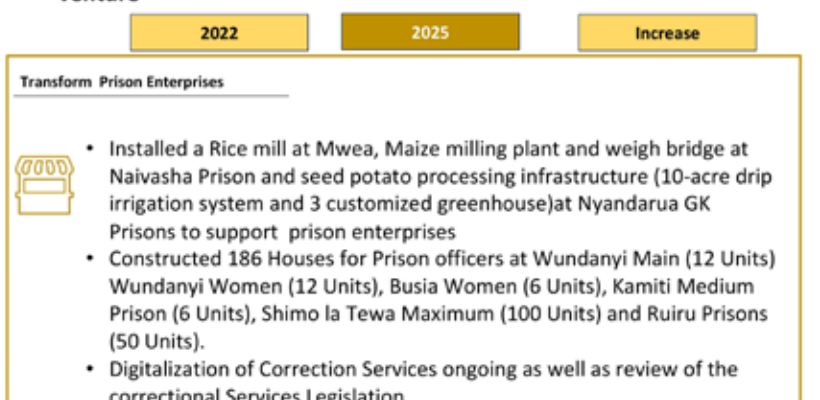 venture
2022 2025 Increase
Transform Prison Enterprises
• Installed a Rice mill at Mwea, Maize milling plant and weigh bridge at
Naivasha Prison and seed potato processing infrastructure (10-acre drip
irrigation system and 3 customized greenhouse)at Nyandarua GK
Prisons to support prison enterprises
• Constructed 186 Houses for Prison officers at Wundanyi Main (12 Units)
Wundanyi Women (12 Units), Busia Women (6 Units), Kamiti Medium
Prison (6 Units), Shimo la Tewa Maximum (100 Units) and Ruiru Prisons
(50 Units).
• Digitalization of Correction Services ongoing as well as review of the
correctional Services Legislation